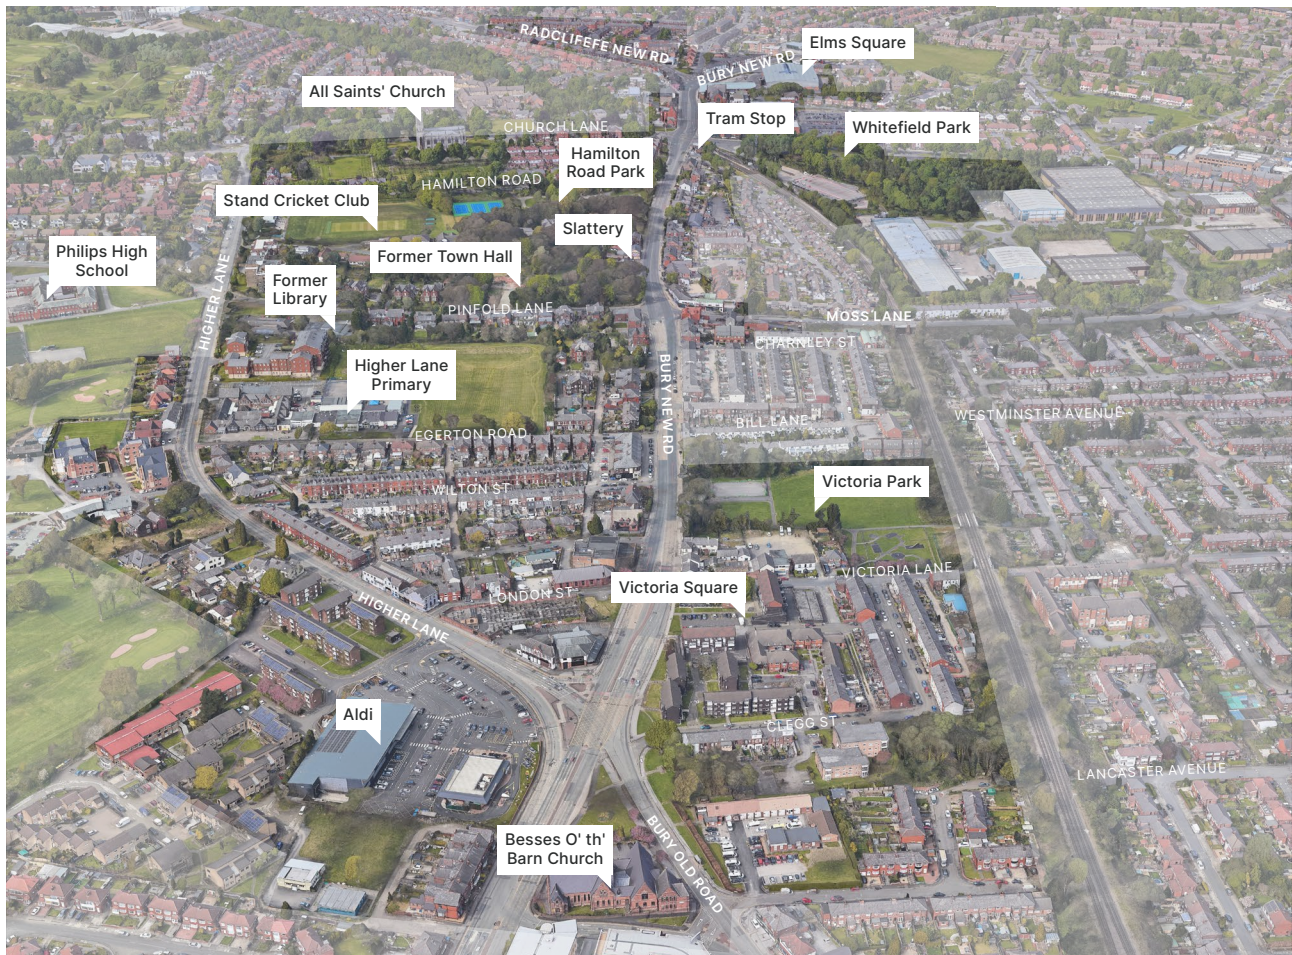 RADCLIFEFE NEW RD
BURY NEW RD
Elms Square
All Saints' Church
CHURCH LANE
Tram Stop
Whitefield Park
Hamilton
Road Park
HAMILTON ROAD
Stand Cricket Club
Slattery
Philips High
School
Former Town Hall
Former
Library
HIGHER LANE
PINFOLD LANE
MOSS LANE
CHARNLEY ST
Higher Lane
Primary
BURY NEW RD
WESTMINSTER AVENUE
BILL LANE
EGERTON ROAD
WILTON ST
Victoria Park
VICTORIA LANE
Victoria Square
LONDON ST
HIGHER LANE
Aldi
CLEGG ST
LANCASTER AVENUE
Besses O' th'
Barn Church
BURY OLD ROAD